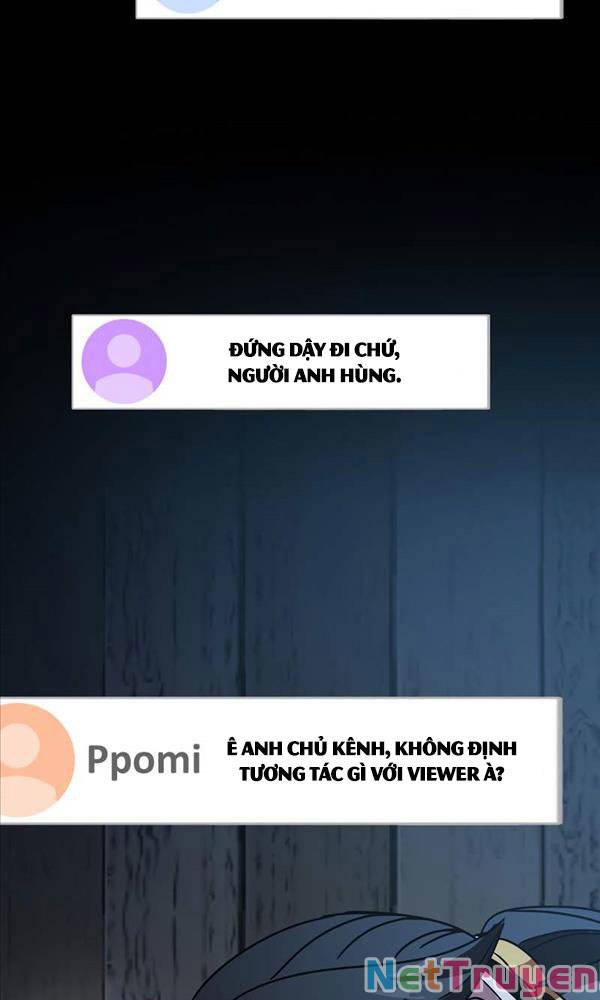 ĐỨNG DẬY ĐI CHỨ,
NGƯỜI ANH HÙNG.
Ppomi
Ê ANH CHỦ KÊNH, KHÔNG ĐỊNH
TƯƠNG TÁC GÌ VỚI VIEWER À?
NetTruyen